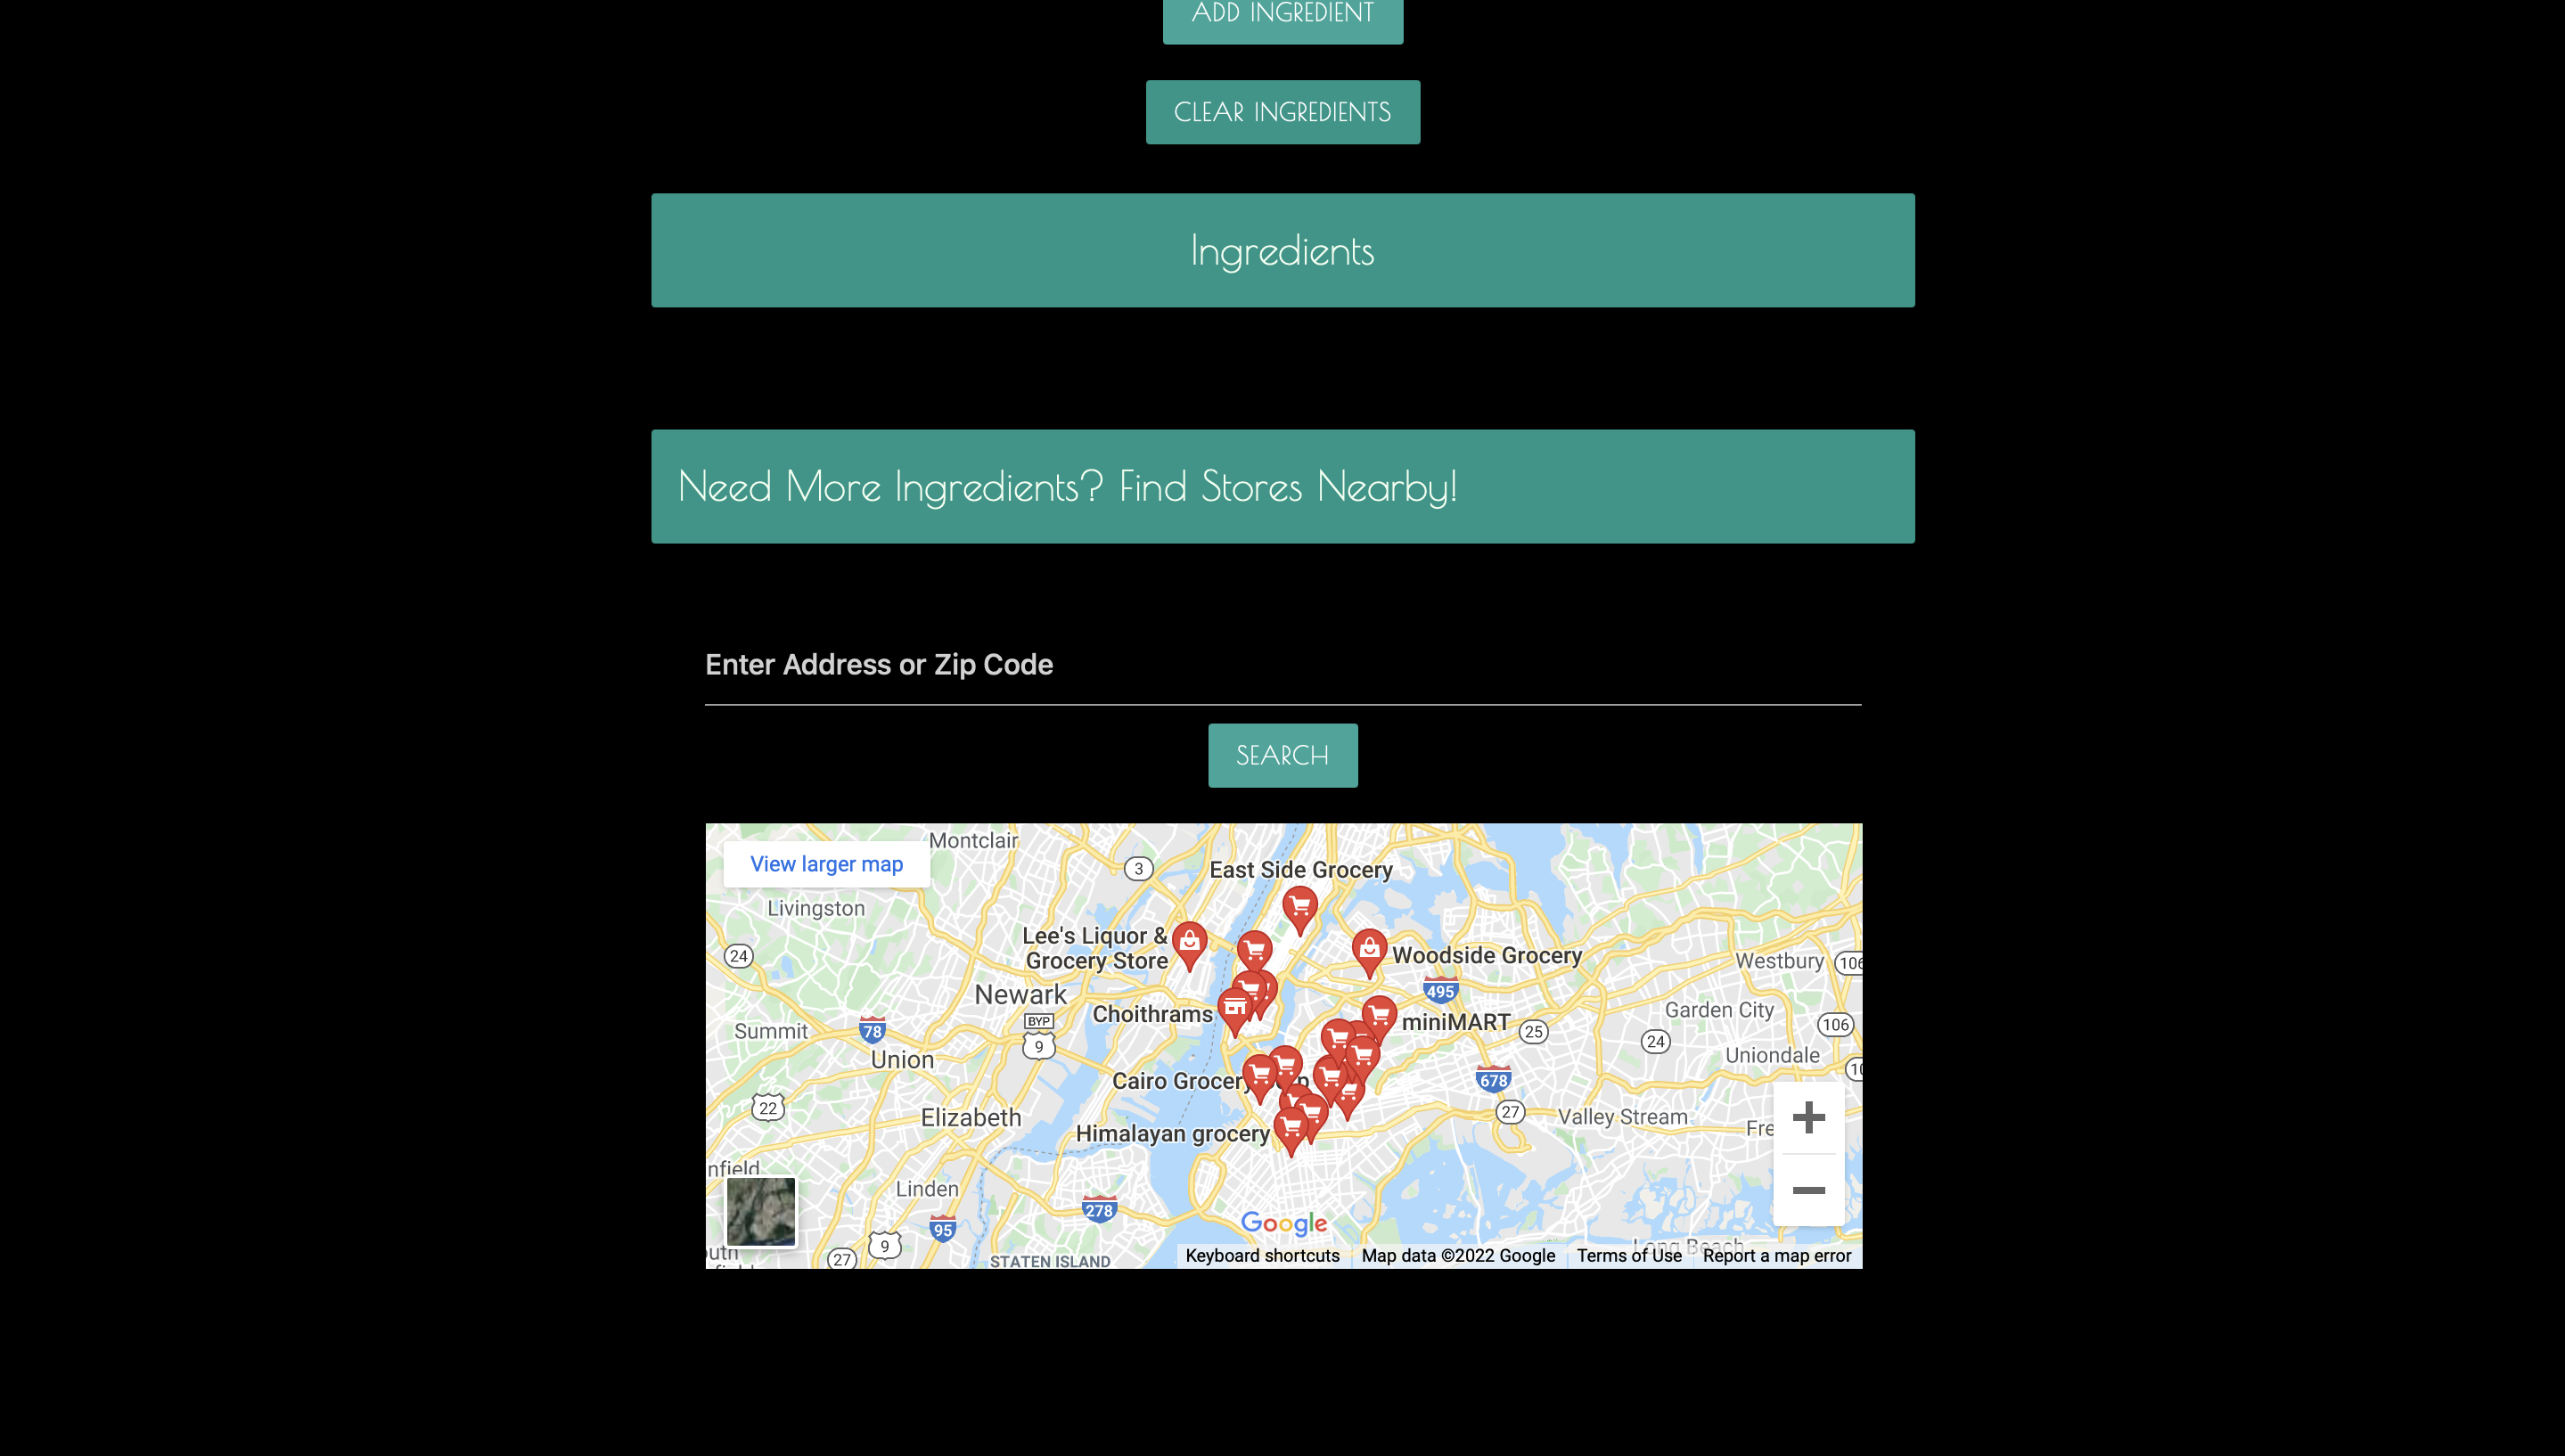 ADD INGREDIENT
CLEAR INGREDIENTS
Ingredients
Need More Ingredients? Find Stores Nearby!
Enter Address or Zip Code
SEARCH
View larger map
Montclair
3
East Side Grocery
Livingston
Lee's Liquor &
Grocery Store
24
Woodside Grocery
Westbury
106
Newark
495
Choithrams
Garden City
BYP
miniMART
Summit
78
9
25
106
Union
24
Uniondale
Cairo Grocery
678
22
Elizabeth
27
Valley Stream
Himalayan grocery
Linden
278
95
Google
9
27
STATEN ISLAND
Long Beach
Keyboard shortcuts
Map data ©2022 Google
Terms of Use
Report a map error